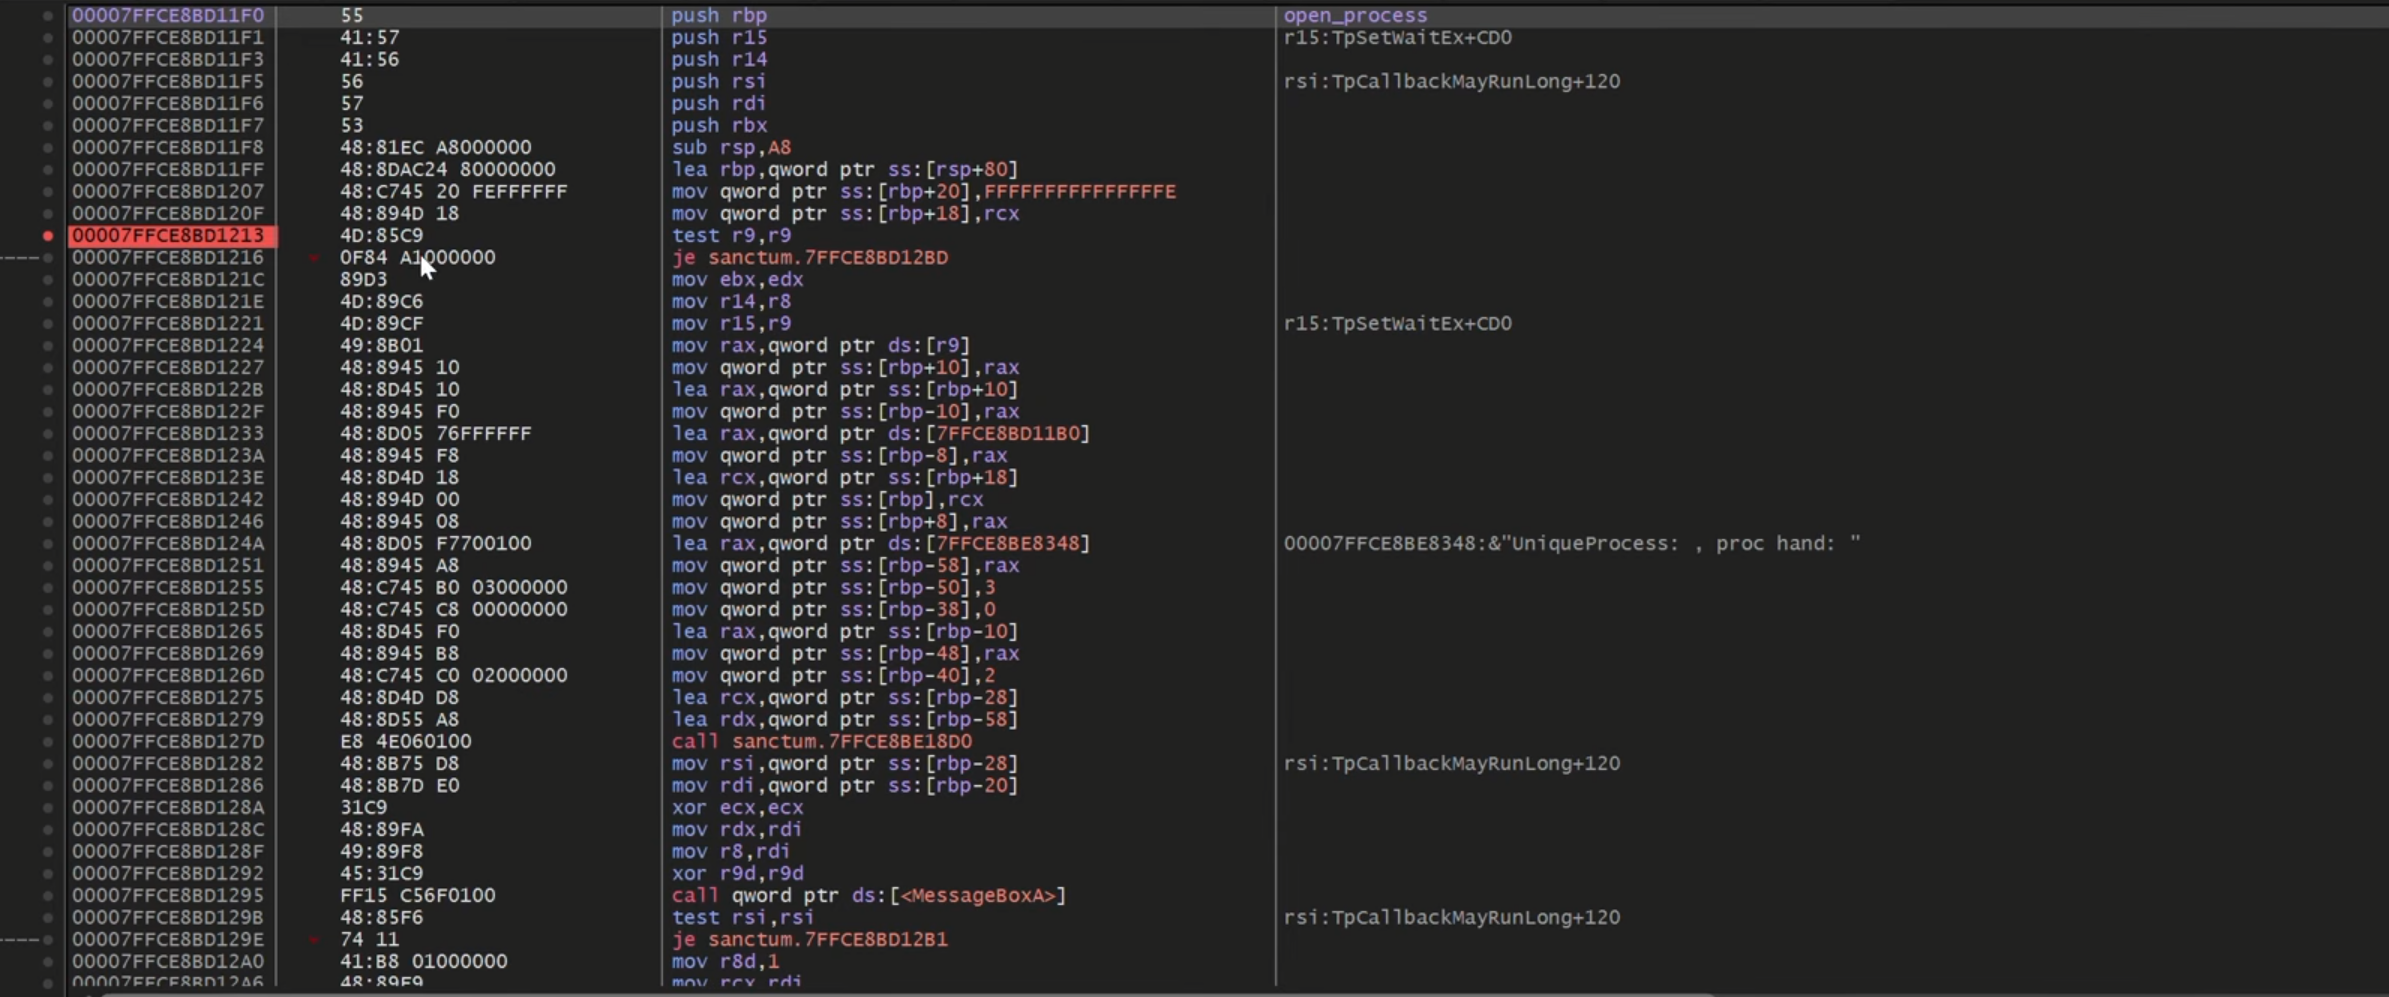 00007FFCE8BD11F0 55 push rbp open_process
00007FFCE8BD11F1 41:57 push r15 r15:TpSetWaitEx+CD0
00007FFCE8BD11F3 41:56 push r14
00007FFCE8BD11F5 56 push rsi rsi:TpCallbackMayRunLong+120
00007FFCE8BD11F6 57 push rdi
00007FFCE8BD11F7 53 push rbx
00007FFCE8BD11F8 48:81EC A8000000 sub rsp,A8
00007FFCE8BD11FF 48:8DAC24 80000000 lea rbp,qword ptr ss:[rsp+80]
00007FFCE8BD1207 48:C745 20 FEFFFFFF mov qword ptr ss:[rbp+20],FFFFFFFFFFFFFFFE
00007FFCE8BD120F 48:894D 18 mov qword ptr ss:[rbp+18],rcx
00007FFCE8BD1213 4D:85C9 test r9,r9
00007FFCE8BD1216 0F84 A1000000 je sanctum.7FFCE8BD12BD
00007FFCE8BD121C 89D3 mov ebx,edx
00007FFCE8BD121E 4D:89C6 mov r14,r8
00007FFCE8BD1221 4D:89CF mov r15,r9 r15:TpSetWaitEx+CD0
00007FFCE8BD1224 49:8B01 mov rax,qword ptr ds:[r9]
00007FFCE8BD1227 48:8945 10 mov qword ptr ss:[rbp+10],rax
00007FFCE8BD122B 48:8D45 10 lea rax,qword ptr ss:[rbp+10]
00007FFCE8BD122F 48:8945 F0 mov qword ptr ss:[rbp-10],rax
00007FFCE8BD1233 48:8D05 76FFFFFF lea rax,qword ptr ds:[7FFCE8BD11B0]
00007FFCE8BD123A 48:8945 F8 mov qword ptr ss:[rbp-8],rax
00007FFCE8BD123E 48:8D4D 18 lea rcx,qword ptr ss:[rbp+18]
00007FFCE8BD1242 48:894D 00 mov qword ptr ss:[rbp],rcx
00007FFCE8BD1246 48:8945 08 mov qword ptr ss:[rbp+8],rax
00007FFCE8BD124A 48:8D05 F7700100 lea rax,qword ptr ds:[7FFCE8BE8348] 00007FFCE8BE8348:&"UniqueProcess: , proc hand: "
00007FFCE8BD1251 48:8945 A8 mov qword ptr ss:[rbp-58],rax
00007FFCE8BD1255 48:C745 B0 03000000 mov qword ptr ss:[rbp-50],3
00007FFCE8BD125D 48:C745 C8 00000000 mov qword ptr ss:[rbp-38],0
00007FFCE8BD1265 48:8D45 F0 lea rax,qword ptr ss:[rbp-10]
00007FFCE8BD1269 48:8945 B8 mov qword ptr ss:[rbp-48],rax
00007FFCE8BD126D 48:C745 C0 02000000 mov qword ptr ss:[rbp-40],2
00007FFCE8BD1275 48:8D4D D8 lea rcx,qword ptr ss:[rbp-28]
00007FFCE8BD1279 48:8D55 A8 lea rdx,qword ptr ss:[rbp-58]
00007FFCE8BD127D E8 4E060100 call sanctum.7FFCE8BE18D0
00007FFCE8BD1282 48:8B75 D8 mov rsi,qword ptr ss:[rbp-28] rsi:TpCallbackMayRunLong+120
00007FFCE8BD1286 48:8B7D E0 mov rdi,qword ptr ss:[rbp-20]
00007FFCE8BD128A 31C9 xor ecx,ecx
00007FFCE8BD128C 48:89FA mov rdx,rdi
00007FFCE8BD128F 49:89F8 mov r8,rdi
00007FFCE8BD1292 45:31C9 xor r9d,r9d
00007FFCE8BD1295 FF15 C56F0100 call qword ptr ds:[<MessageBoxA>]
00007FFCE8BD129B 48:85F6 test rsi,rsi rsi:TpCallbackMayRunLong+120
00007FFCE8BD129E 74 11 je sanctum.7FFCE8BD12B1
00007FFCE8BD12A0 41:B8 01000000 mov r8d,1
00007FFCE8BD12A6 48:89F9 mov rcx,rdi